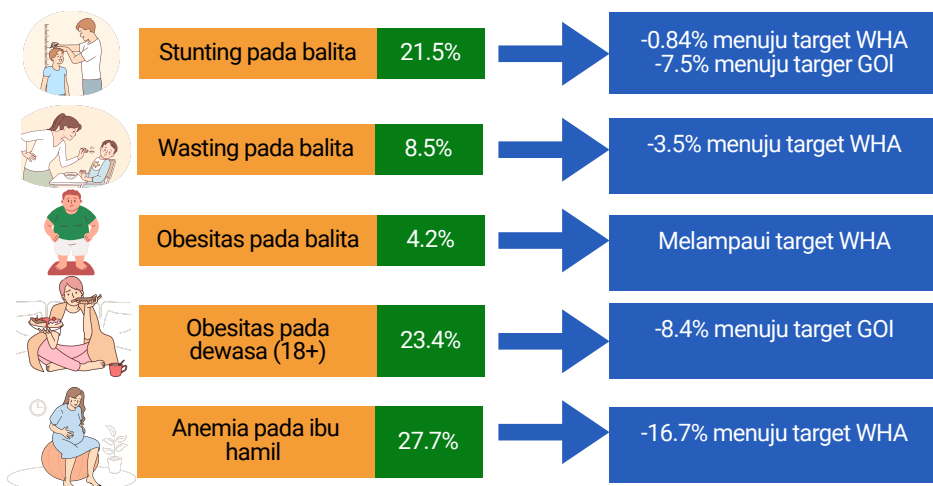 Stunting pada balita
21.5%
-0.84% menuju target WHA
-7.5% menuju targer GOI
Wasting pada balita
8.5%
-3.5% menuju target WHA
Obesitas pada balita
4.2%
Melampaui target WHA
Obesitas pada
dewasa (18+)
23.4%
-8.4% menuju target GOI
Anemia pada ibu
hamil
27.7%
-16.7% menuju target WHA